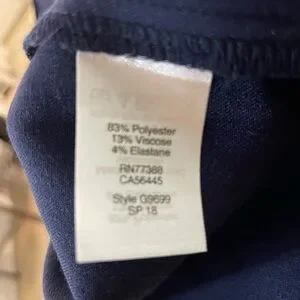 83% Polyester
13% Viscose
4% Elastane
RN77388
CA56445
Style G9699
SP 18